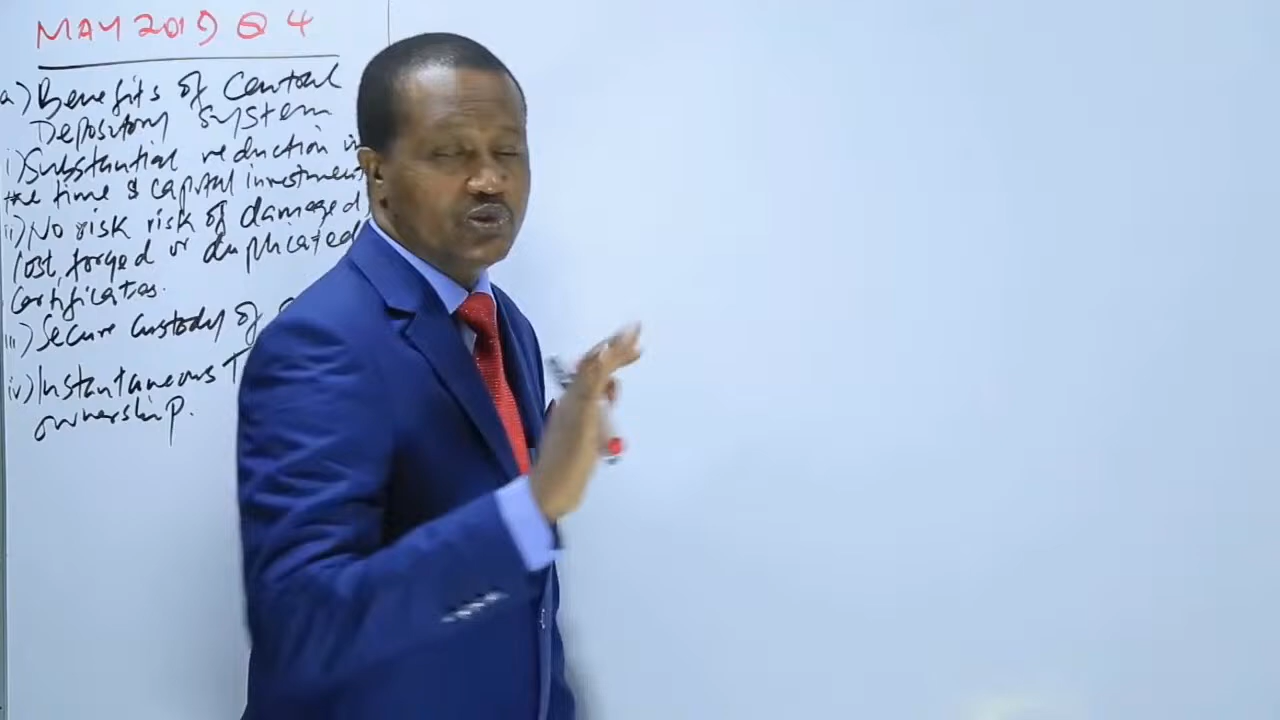 MAY 2019 Q 4
a) Benefits of Central
Depository System
i) Substantial reduction in
the time & capital investment
ii) No risk risk of damaged,
lost, forged or duplicated
certificates.
iii) Secure custody of
iv) Instantaneous T
ownership.